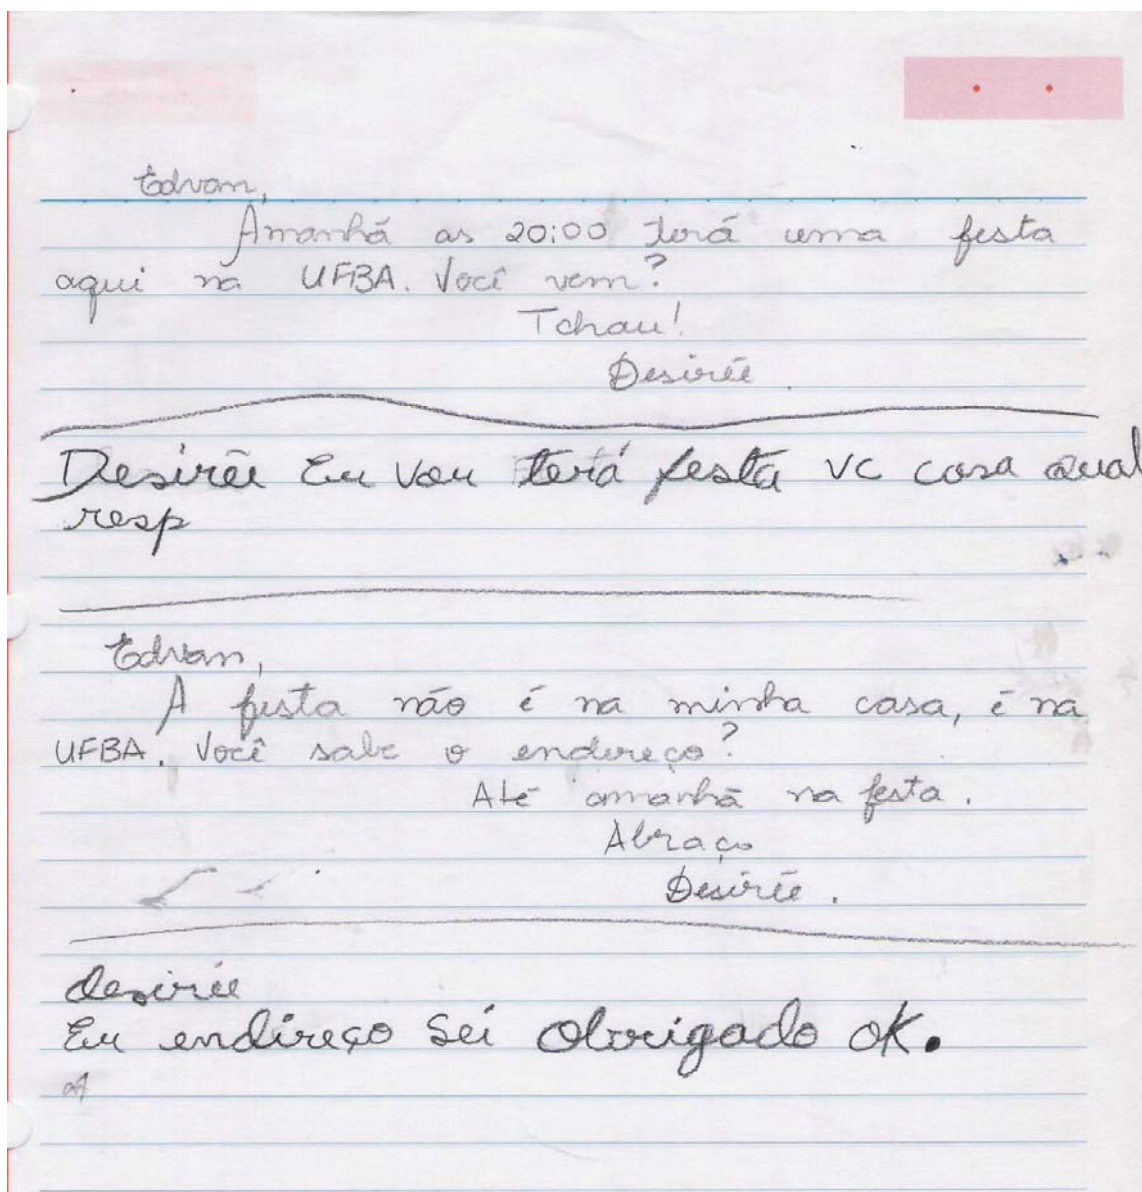 Edvan,
Amanhã as 20:00 terá uma festa
aqui na UFBA. Você vem?
Tchau!
Desirée
Desirée Eu vou terá festa vc casa qual
resp
Edvan,
A festa não é na minha casa, é na
UFBA. Você sabe o endereço?
Até amanhã na festa.
Abraço
Desirée.
desirée
Eu endireço sei obrigado OK.